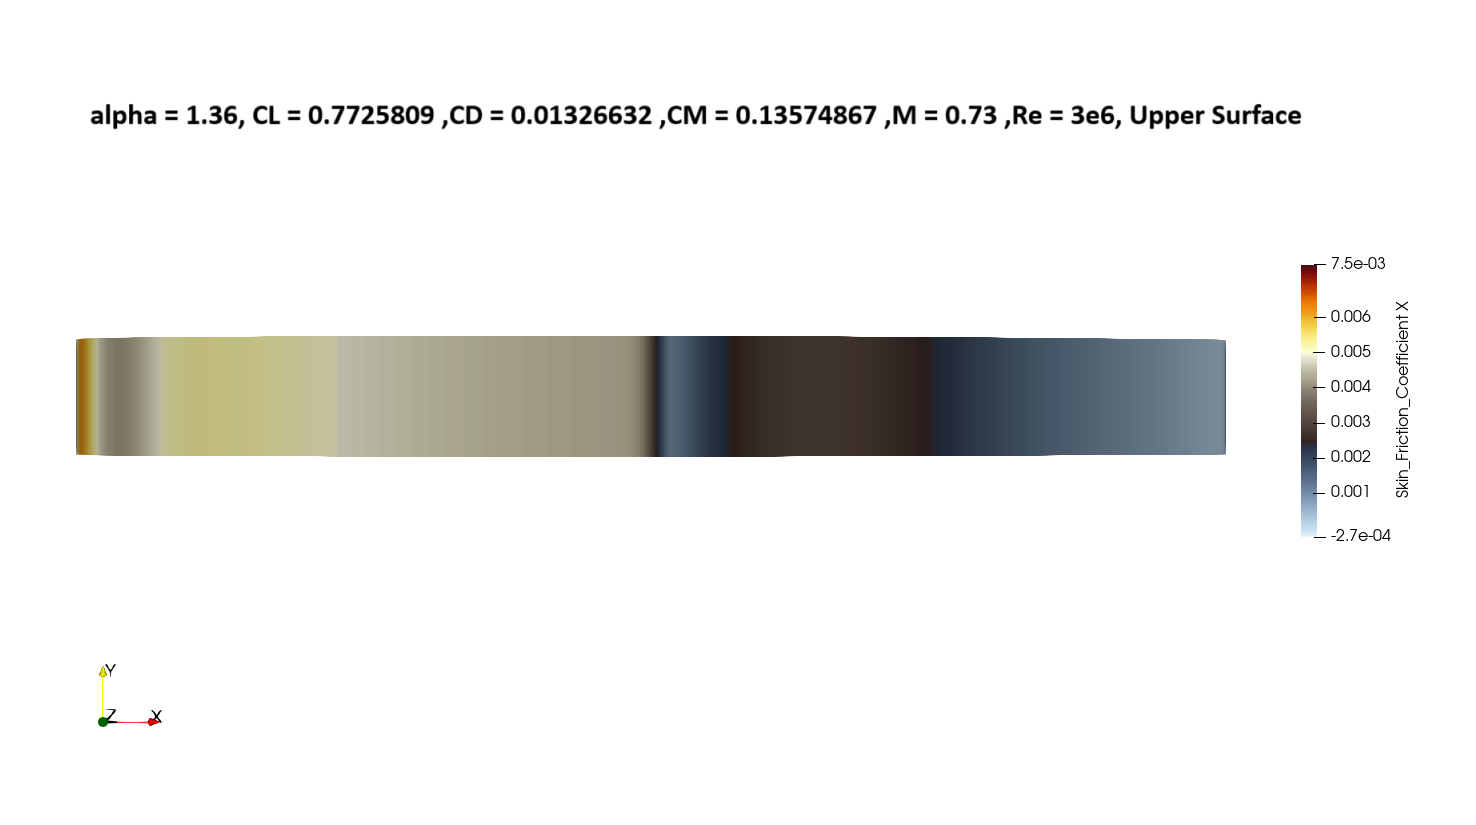 alpha = 1.36, CL = 0.7725809 ,CD = 0.01326632 ,CM = 0.13574867 ,M = 0.73 ,Re = 3e6, Upper Surface
7.5e-03
0.006
0.005
0.004
0.003
0.002
0.001
-2.7e-04
Skin_Friction_Coefficient X
Y
Z
X